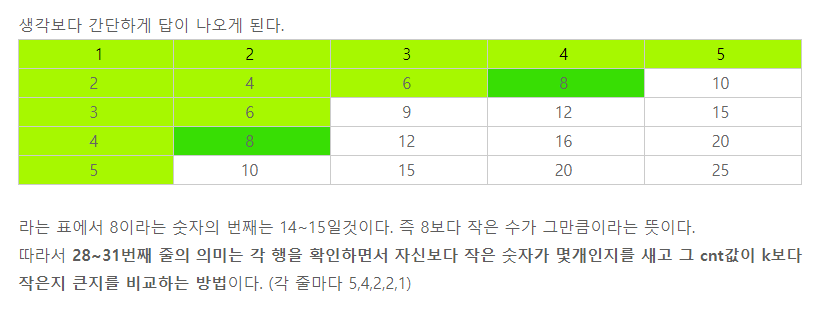 생각보다 간단하게 답이 나오게 된다.
1 2 3 4 5
2 4 6 8 10
3 6 9 12 15
4 8 12 16 20
5 10 15 20 25
라는 표에서 8이라는 숫자의 번째는 14~15일것이다. 즉 8보다 작은 수가 그만큼이라는 뜻이다.
따라서 28~31번째 줄의 의미는 각 행을 확인하면서 자신보다 작은 숫자가 몇개인지를 새고 그 cnt값이 k보다
작은지 큰지를 비교하는 방법이다. (각 줄마다 5,4,2,2,1)